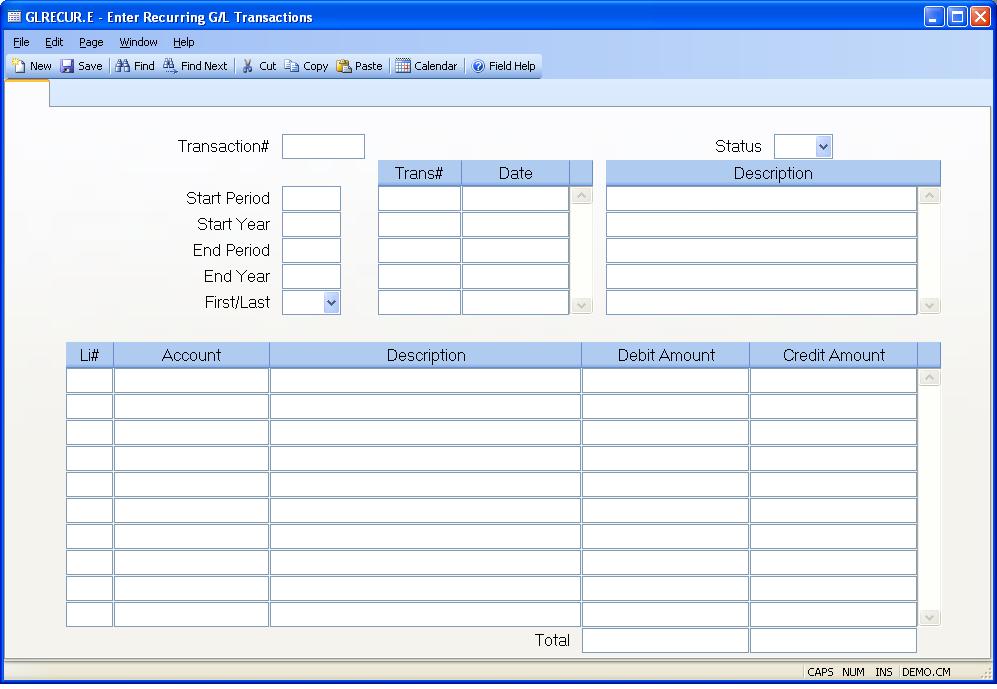 GLRECUR.E - Enter Recurring G/L Transactions
File Edit Page Window Help
New Save Find Find Next Cut Copy Paste Calendar Field Help
Transaction# Status
Trans# Date Description
Start Period
Start Year
End Period
End Year
First/Last
Li# Account Description Debit Amount Credit Amount
Total
CAPS NUM INS DEMO.CM